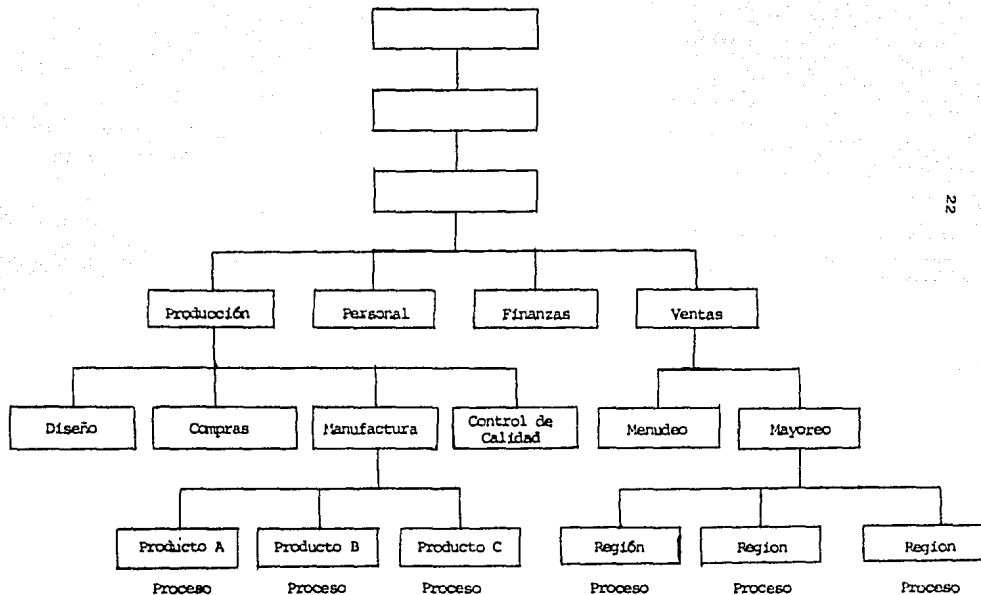 22
Producción
Personal
Finanzas
Ventas
Diseño
Compras
Manufactura
Control de
Calidad
Menudeo
Mayoreo
Producto A
Producto B
Producto C
Región
Region
Region
Proceso
Proceso
Proceso
Proceso
Proceso
Proceso